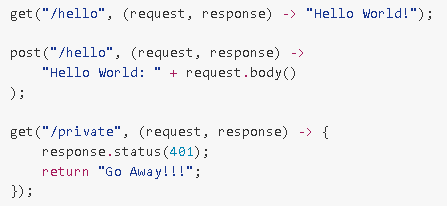 get("/hello", (request, response) -> "Hello World!");
post("/hello", (request, response) ->
"Hello World: " + request.body()
);
get("/private", (request, response) -> {
response.status(401);
return "Go Away!!!";
});